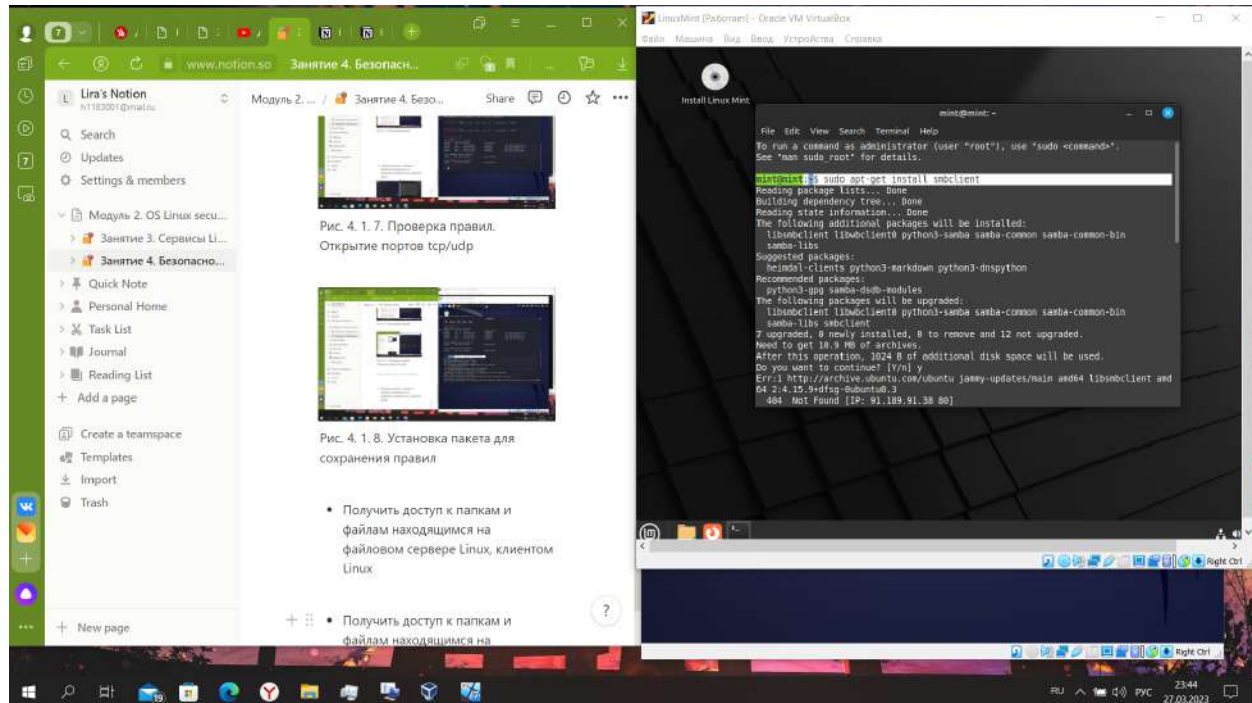 www.notion.so Занятие 4. Безопасн...
Lira's Notion
Search
Updates
Settings & members
Модуль 2. OS Linux secu...
Занятие 3. Сервисы Li...
Занятие 4. Безопасно...
Quick Note
Personal Home
Task List
Journal
Reading List
Add a page
Create a teamspace
Templates
Import
Trash
New page
Модуль 2. ... / Занятие 4. Безо...
Share
Рис. 4. 1. 7. Проверка правил.
Открытие портов tcp/udp
Рис. 4. 1. 8. Установка пакета для
сохранения правил
• Получить доступ к папкам и
файлам находящимся на
файловом сервере Linux, клиентом
Linux
• Получить доступ к папкам и
файлам находящимся на
?
LinuxMint [Работает] - Oracle VM VirtualBox
Файл Машина Вид Ввод Устройства Справка
Install Linux Mint
mint@mint: ~
File Edit View Search Terminal Help
To run a command as administrator (user "root"), use "sudo <command>".
See "man sudo_root" for details.
mint@mint:~$ sudo apt-get install smbclient
Reading package lists... Done
Building dependency tree... Done
Reading state information... Done
The following additional packages will be installed:
libsmbclient libwbclient0 python3-samba samba-common samba-common-bin
samba-libs
Suggested packages:
heimdal-clients python3-markdown python3-dnspython
Recommended packages:
python3-gpg samba-dsdb-modules
The following packages will be upgraded:
libsmbclient libwbclient0 python3-samba samba-common samba-common-bin
samba-libs smbclient
7 upgraded, 0 newly installed, 0 to remove and 12 not upgraded.
Need to get 10.9 MB of archives.
After this operation, 1024 B of additional disk space will be used.
Do you want to continue? [Y/n] y
Err:1 http://archive.ubuntu.com/ubuntu jammy-updates/main amd64 libsmbclient amd
64 2:4.15.9+dfsg-0ubuntu0.3
404 Not Found [IP: 91.189.91.38 80]
Right Ctrl
Right Ctrl
RU
РУС
23:44
27.03.2023